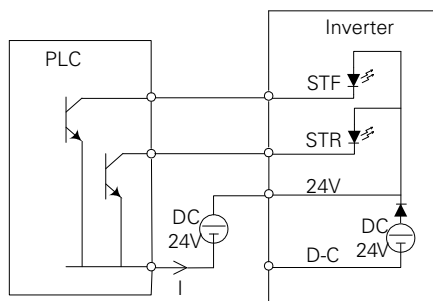 Inverter
PLC
STF
STR
24V
DC
24V
DC
24V
D-C
I